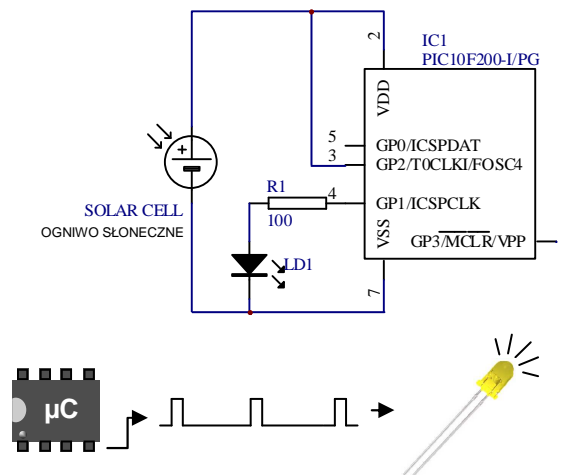 IC1
PIC10F200-I/PG
2
VDD
5
GP0/ICSPDAT
3
GP2/T0CLKI/FOSC4
R1
4
GP1/ICSPCLK
100
SOLAR CELL
OGNIWO SŁONECZNE
VSS
GP3/MCLR/VPP
LD1
7
µC